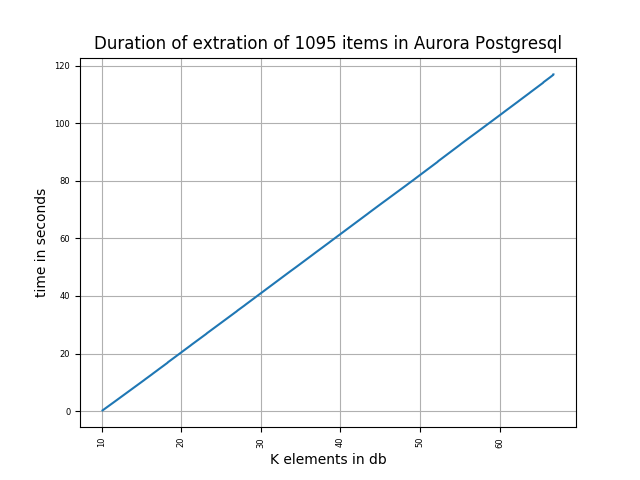 Duration of extration of 1095 items in Aurora Postgresql
120
100
80
60
40
20
0
time in seconds
10 20 30 40 50 60
K elements in db